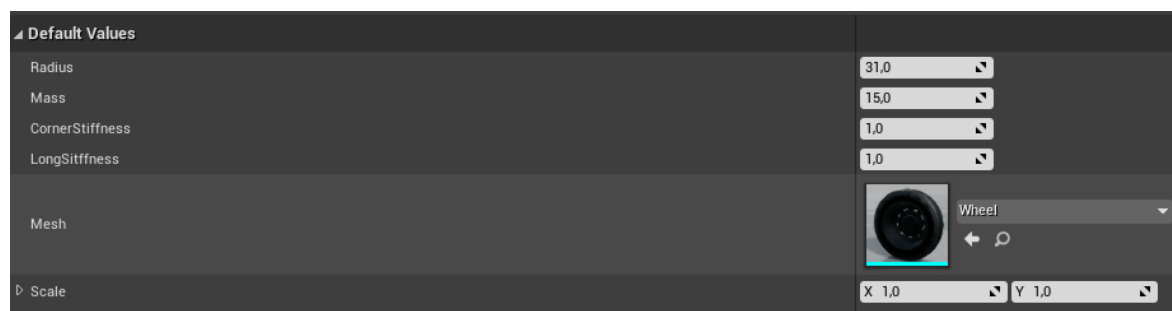 Default Values
Radius 31,0
Mass 15,0
CornerStiffness 1,0
LongSitffness 1,0
Mesh Wheel
Scale X 1,0 Y 1,0